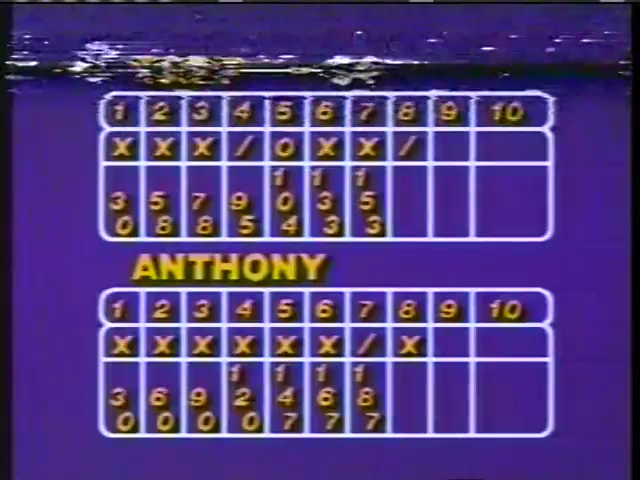 1 2 3 4 5 6 7 8 9 10
X X X / O X X /
30 58 78 95 104 133 153
ANTHONY
1 2 3 4 5 6 7 8 9 10
X X X X X X / X
30 60 90 120 147 167 187